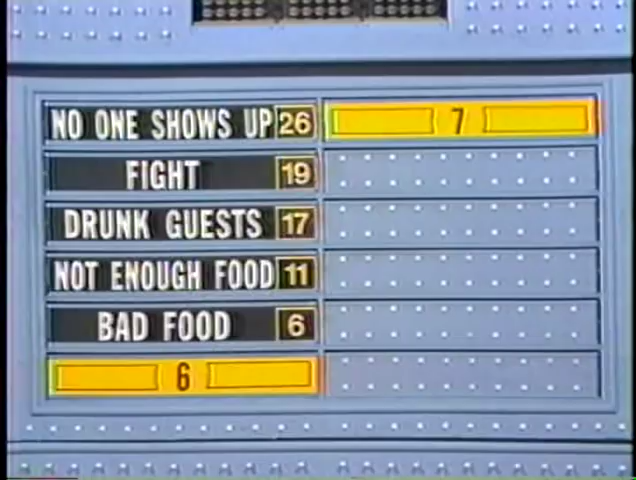 NO ONE SHOWS UP 26
FIGHT 19
DRUNK GUESTS 17
NOT ENOUGH FOOD 11
BAD FOOD 6
6
7